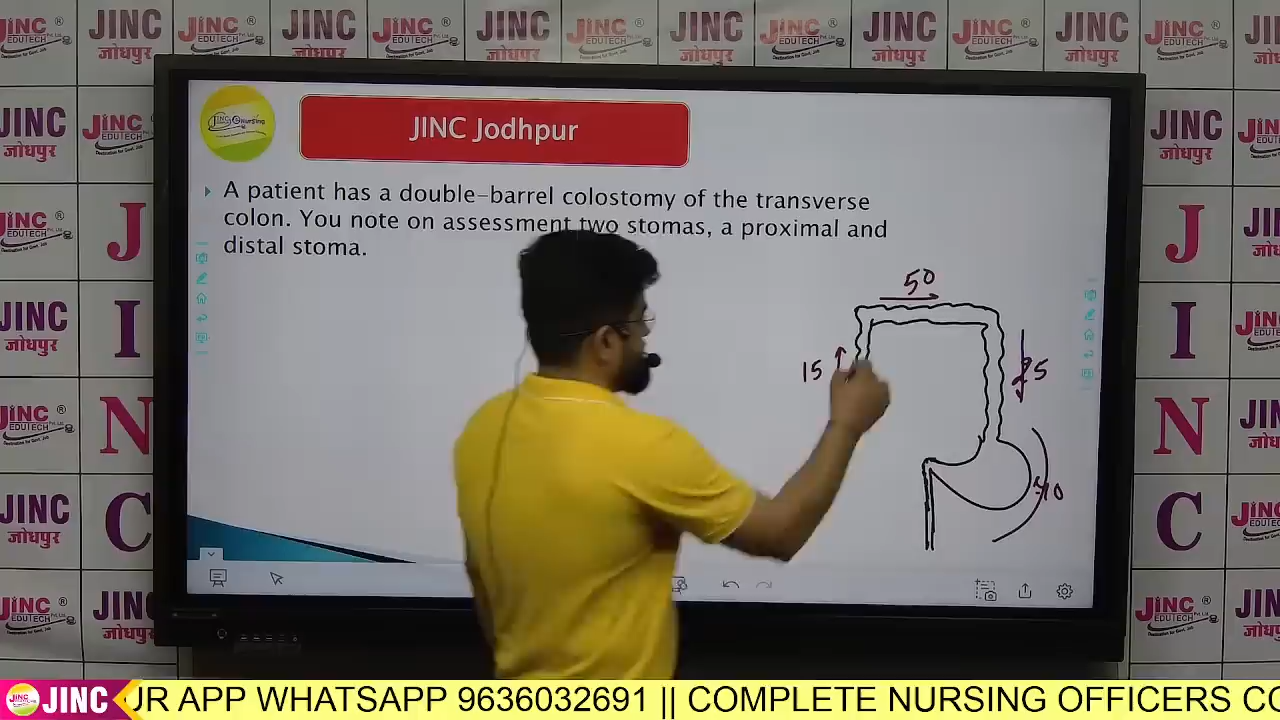 JINC Jodhpur
A patient has a double-barrel colostomy of the transverse
colon. You note on assessment two stomas, a proximal and
distal stoma.
50
15
25
40
JINC
EDUTECH
जोधपुर
J
I
N
C
J
I
N
C
JINC UR APP WHATSAPP 9636032691 || COMPLETE NURSING OFFICERS CO